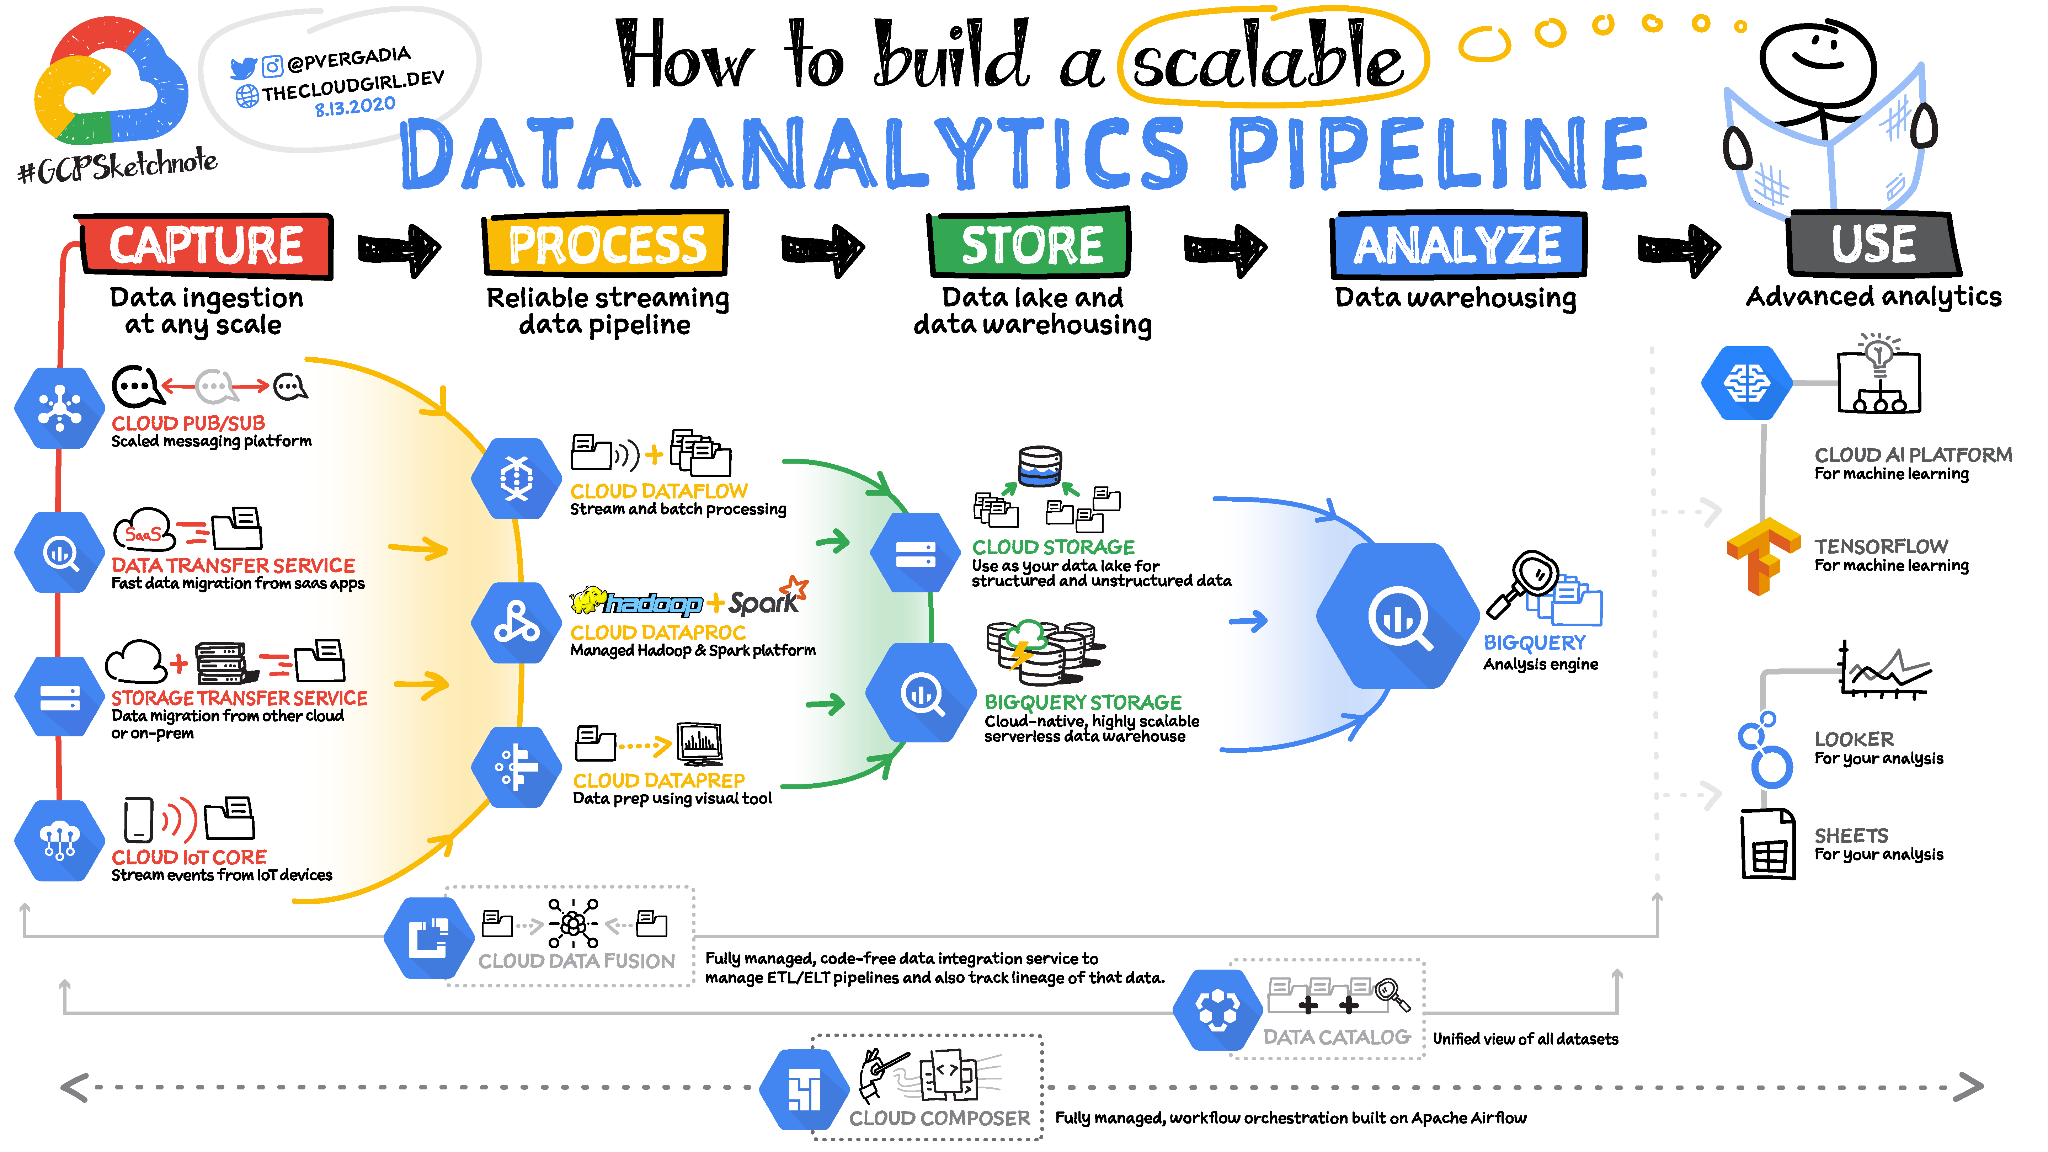 @PVERGADIA
THECLOUDGIRL.DEV
8.13.2020
#GCPSketchnote
How to build a scalable
DATA ANALYTICS PIPELINE
CAPTURE
Data ingestion
at any scale
PROCESS
Reliable streaming
data pipeline
STORE
Data lake and
data warehousing
ANALYZE
Data warehousing
USE
Advanced analytics
CLOUD PUB/SUB
Scaled messaging platform
SaaS
DATA TRANSFER SERVICE
Fast data migration from saas apps
STORAGE TRANSFER SERVICE
Data migration from other cloud
or on-prem
CLOUD IoT CORE
Stream events from IoT devices
CLOUD DATAFLOW
Stream and batch processing
hadoop + Spark
CLOUD DATAPROC
Managed Hadoop & Spark platform
CLOUD DATAPREP
Data prep using visual tool
CLOUD STORAGE
Use as your data lake for
structured and unstructured data
BIGQUERY STORAGE
Cloud-native, highly scalable
serverless data warehouse
BIGQUERY
Analysis engine
CLOUD AI PLATFORM
For machine learning
TENSORFLOW
For machine learning
LOOKER
For your analysis
SHEETS
For your analysis
CLOUD DATA FUSION
Fully managed, code-free data integration service to
manage ETL/ELT pipelines and also track lineage of that data.
DATA CATALOG
Unified view of all datasets
CLOUD COMPOSER
Fully managed, workflow orchestration built on Apache Airflow